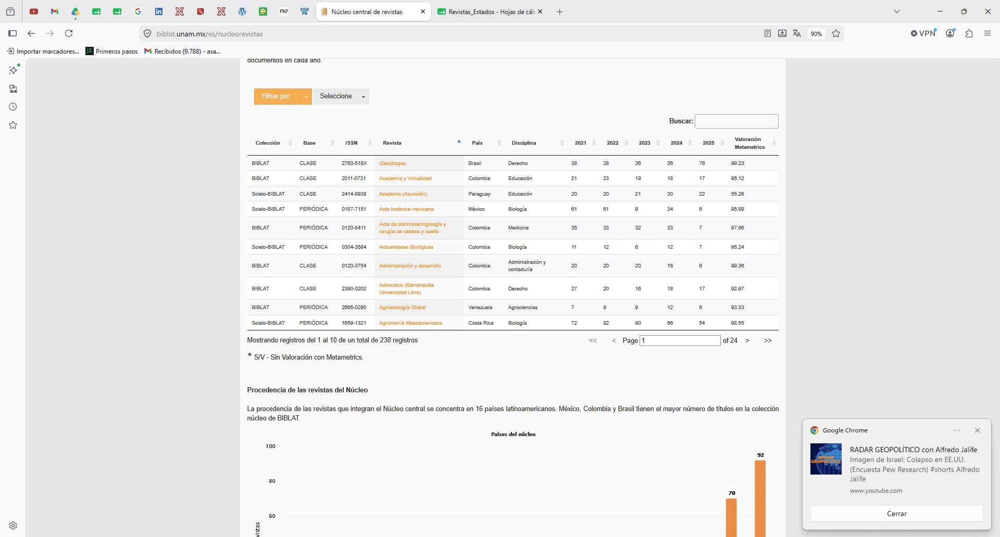 PKP
DGA
PA
Núcleo central de revistas
Revistas_Estados - Hojas de cálc
biblat.unam.mx/es/nucleorevistas
90%
VPN
Importar marcadores...
Primeros pasos
Recibidos (9.788) - asa...
documentos en cada año.
Filtrar por :
Seleccione
Buscar:
Colección Base ISSN Revista País Disciplina 2021 2022 2023 2024 2025 Valoración Metametrics
BIBLAT CLASE 2763-518X (Des)troços Brasil Derecho 38 28 36 36 76 99.23
BIBLAT CLASE 2011-0731 Academia y Virtualidad Colombia Educación 21 23 19 18 17 95.12
Scielo-BIBLAT CLASE 2414-8938 Academo (Asunción) Paraguay Educación 20 20 21 30 22 55.26
Scielo-BIBLAT PERIÓDICA 0187-7151 Acta botánica mexicana México Biología 61 61 9 34 6 95.89
BIBLAT PERIÓDICA 0120-8411 Acta de otorrinolaringología y cirugía de cabeza y cuello Colombia Medicina 35 33 32 33 7 97.66
Scielo-BIBLAT PERIÓDICA 0304-3584 Actualidades Biológicas Colombia Biología 11 12 6 12 7 95.24
BIBLAT CLASE 0120-3754 Administración y desarrollo Colombia Administración y contaduría 20 20 20 16 6 99.36
BIBLAT CLASE 2390-0202 Advocatus (Barranquilla. Universidad Libre) Colombia Derecho 27 20 16 18 17 92.97
BIBLAT PERIÓDICA 2665-0290 Agroecología Global Venezuela Agrociencias 7 9 9 12 6 93.33
Scielo-BIBLAT PERIÓDICA 1659-1321 Agronomía Mesoamericana Costa Rica Biología 72 82 90 66 54 98.55
Mostrando registros del 1 al 10 de un total de 238 registros
<< < Page 1 of 24 > >>
* S/V - Sin Valoración con Metametrics.
Procedencia de las revistas del Núcleo
La procedencia de las revistas que integran el Núcleo central se concentra en 16 países latinoamericanos. México, Colombia y Brasil tienen el mayor número de títulos en la colección
núcleo de BIBLAT.
Países del núcleo
100
92
80
70
60
vistas
Google Chrome
RADAR GEOPOLÍTICO
RADAR GEOPOLÍTICO con Alfredo Jalife
Imagen de Israel: Colapso en EE.UU.
(Encuesta Pew Research) #shorts Alfredo
Jalife
www.youtube.com
Cerrar